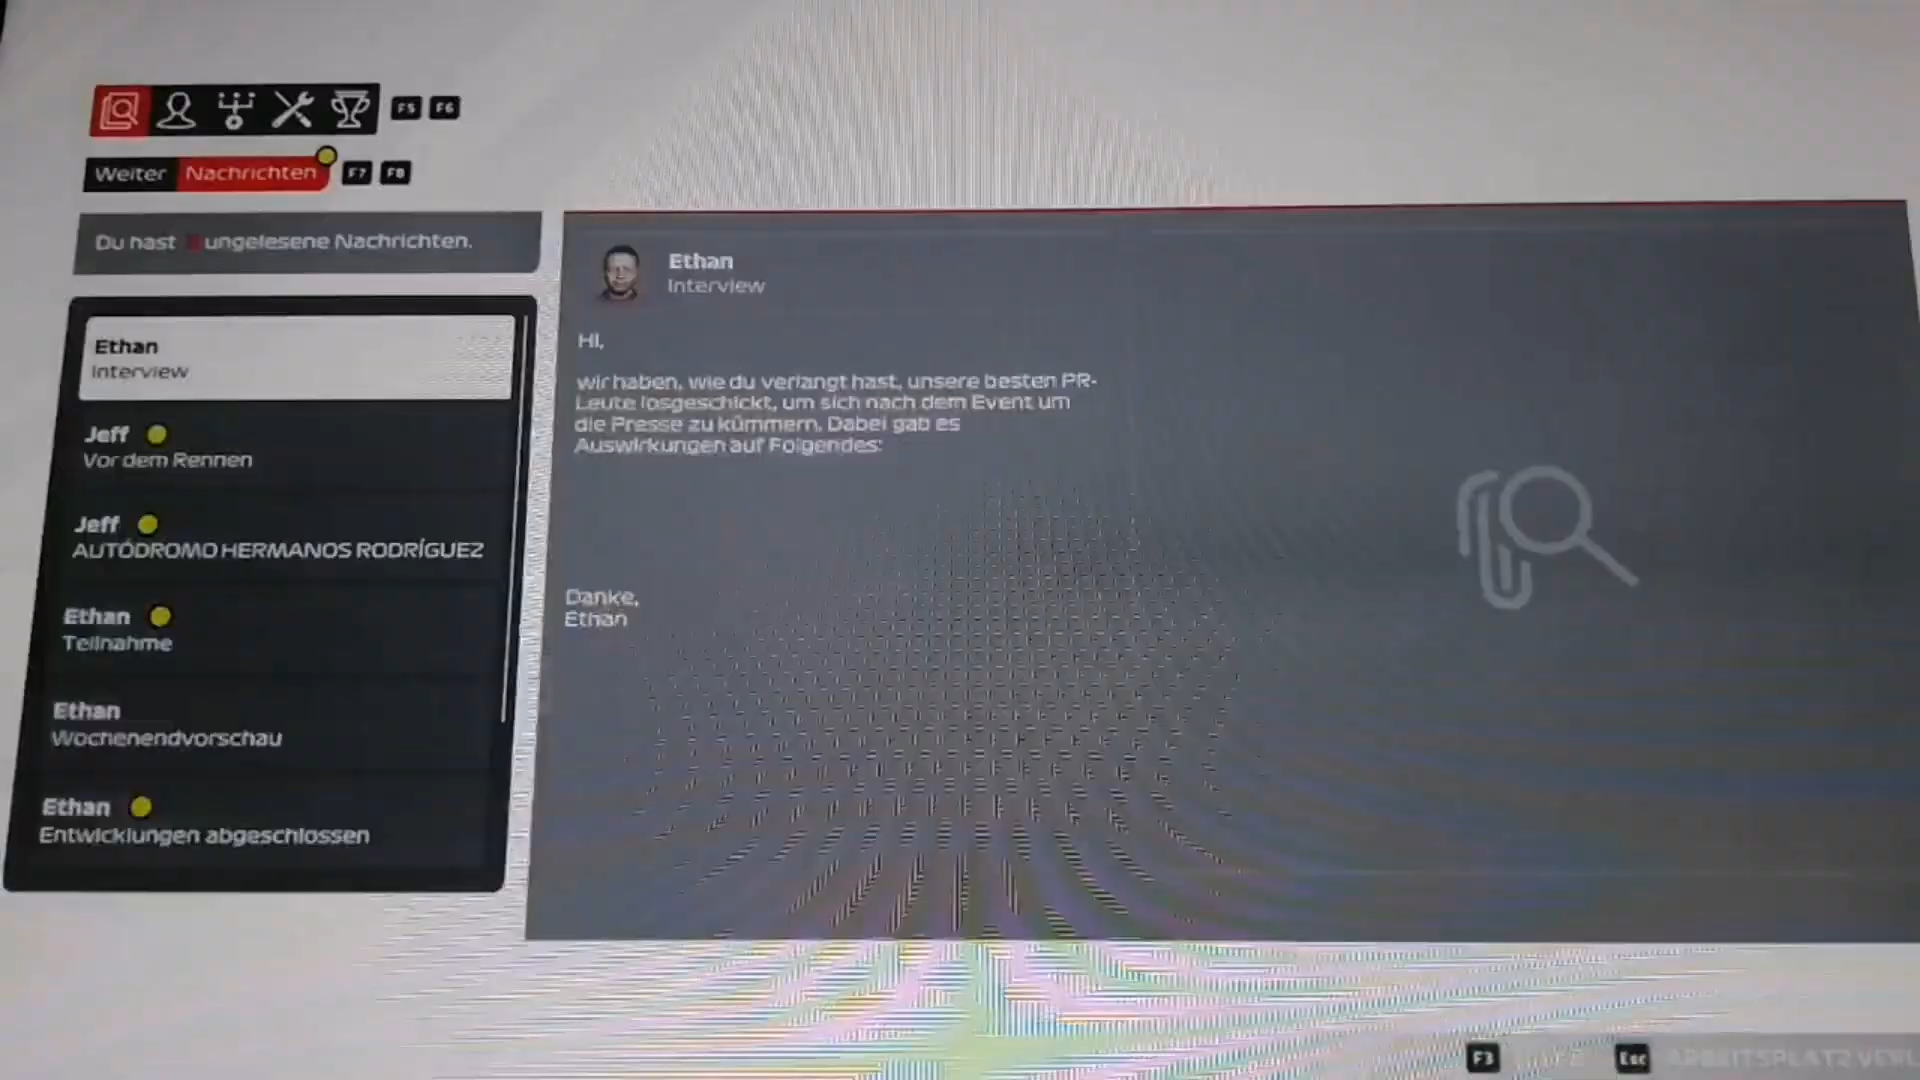 F5 F6
Weiter Nachrichten F7 F8
Du hast ungelesene Nachrichten.
Ethan
Interview
Jeff
Vor dem Rennen
Jeff
AUTÓDROMO HERMANOS RODRÍGUEZ
Ethan
Teilnahme
Ethan
Wochenendvorschau
Ethan
Entwicklungen abgeschlossen
Ethan
Interview
Hi,
wir haben, wie du verlangt hast, unsere besten PR-
Leute losgeschickt, um sich nach dem Event um
die Presse zu kümmern. Dabei gab es
Auswirkungen auf Folgendes:
Danke,
Ethan
F3
Esc ARBEITSPLATZ VERL